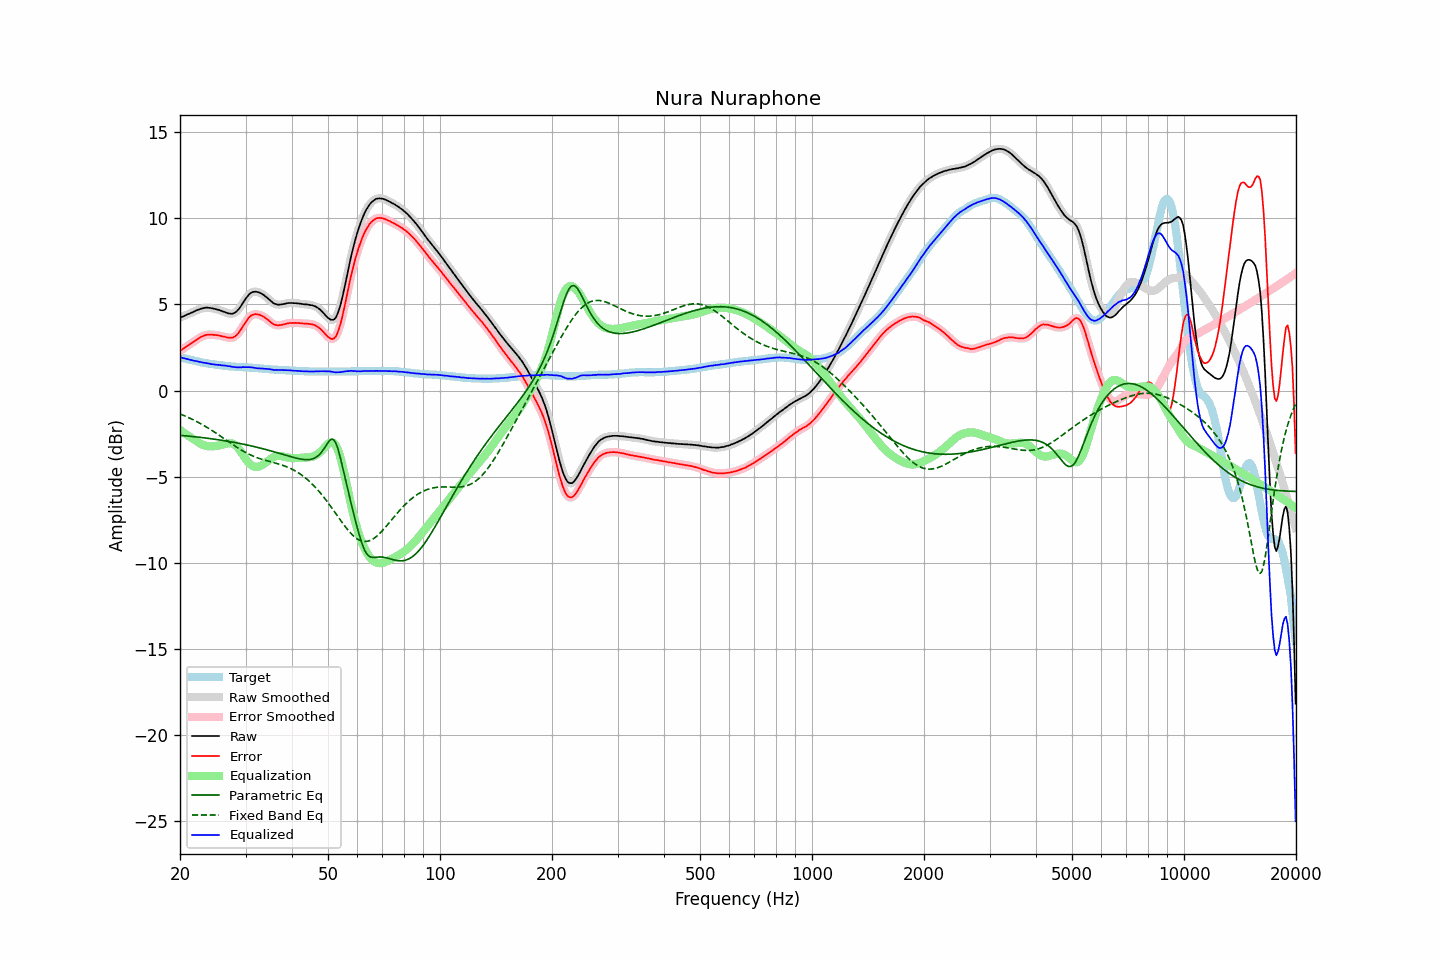 Nura Nuraphone
Amplitude (dBr)
15
10
5
0
−5
−10
−15
−20
−25
Target
Raw Smoothed
Error Smoothed
Raw
Error
Equalization
Parametric Eq
Fixed Band Eq
Equalized
20 50 100 200 500 1000 2000 5000 10000 20000
Frequency (Hz)